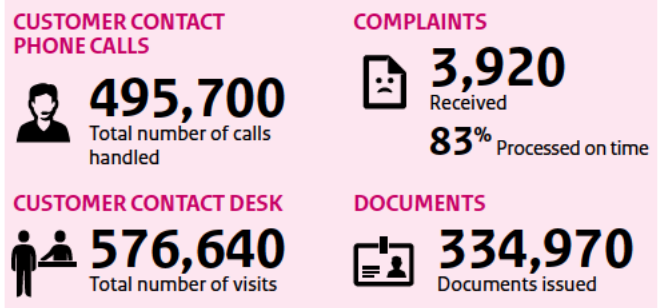 CUSTOMER CONTACT
PHONE CALLS
495,700
Total number of calls
handled
COMPLAINTS
3,920
Received
83% Processed on time
CUSTOMER CONTACT DESK
576,640
Total number of visits
DOCUMENTS
334,970
Documents issued